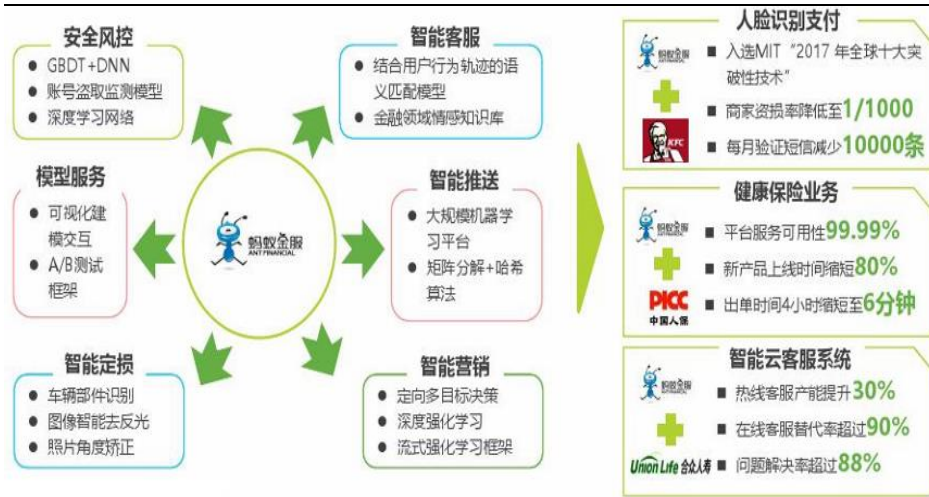 安全风控
GBDT+DNN
账号盗取监测模型
深度学习网络
智能客服
结合用户行为轨迹的语
义匹配模型
金融领域情感知识库
模型服务
可视化建
模交互
A/B测试
框架
蚂蚁金服
ANT FINANCIAL
智能推送
大规模机器学
习平台
矩阵分解+哈希
算法
智能定损
车辆部件识别
图像智能去反光
照片角度矫正
智能营销
定向多目标决策
深度强化学习
流式强化学习框架
人脸识别支付
蚂蚁金服
KFC
入选MIT“2017 年全球十大突
破性技术”
商家资损率降低至1/1000
每月验证短信减少10000条
健康保险业务
蚂蚁金服
PICC
中国人保
平台服务可用性99.99%
新产品上线时间缩短80%
出单时间4小时缩短至6分钟
智能云客服系统
蚂蚁金服
Union Life 合众人寿
热线客服产能提升30%
在线客服替代率超过90%
问题解决率超过88%